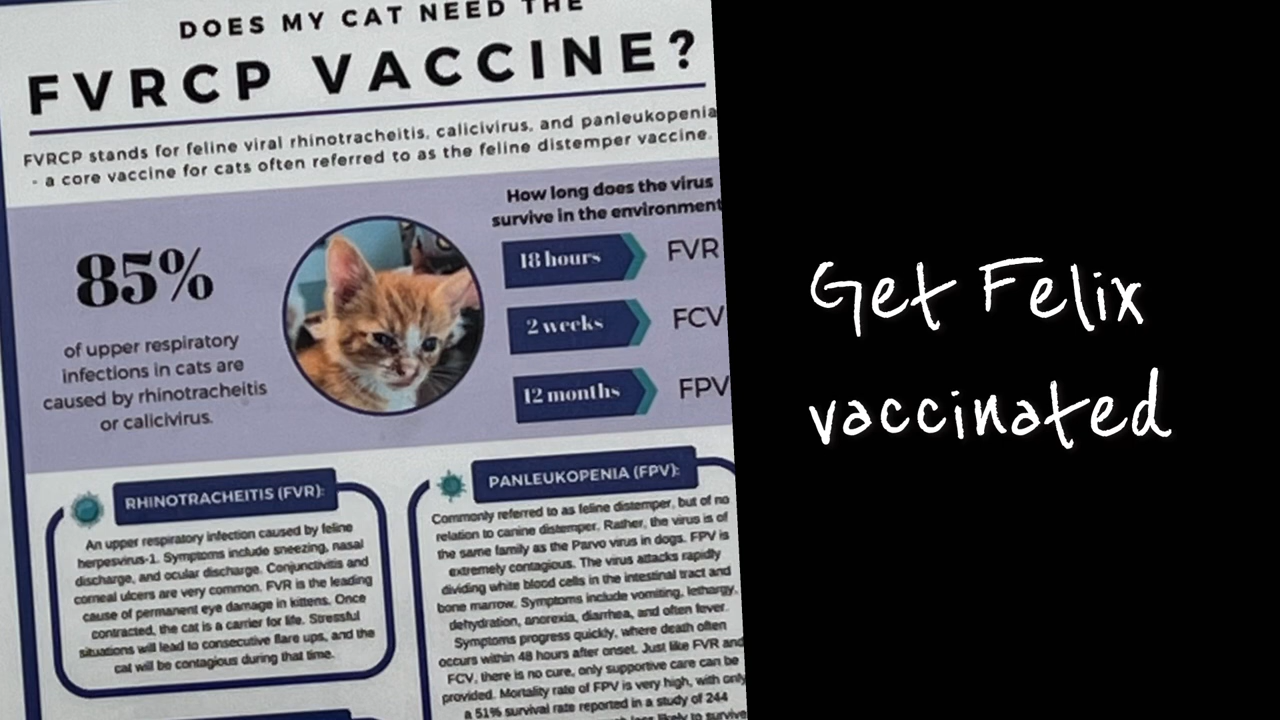 DOES MY CAT NEED THE
FVRCP VACCINE?
FVRCP stands for feline viral rhinotracheitis, calicivirus, and panleukopenia
- a core vaccine for cats often referred to as the feline distemper vaccine.
85%
of upper respiratory
infections in cats are
caused by rhinotracheitis
or calicivirus.
How long does the virus
survive in the environment
18 hours FVR
2 weeks FCV
12 months FPV
RHINOTRACHEITIS (FVR):
An upper respiratory infection caused by feline
herpesvirus-1. Symptoms include sneezing, nasal
discharge, and ocular discharge. Conjunctivitis and
corneal ulcers are very common. FVR is the leading
cause of permanent eye damage in kittens. Once
contracted, the cat is a carrier for life. Stressful
situations will lead to consecutive flare ups, and the
cat will be contagious during that time.
PANLEUKOPENIA (FPV):
Commonly referred to as feline distemper, but of no
relation to canine distemper. Rather, the virus is of
the same family as the Parvo virus in dogs. FPV is
extremely contagious. The virus attacks rapidly
dividing white blood cells in the intestinal tract and
bone marrow. Symptoms include vomiting, lethargy,
dehydration, anorexia, diarrhea, and often fever.
Symptoms progress quickly, where death often
occurs within 48 hours after onset. Just like FVR and
FCV, there is no cure, only supportive care can be
provided. Mortality rate of FPV is very high, with only
a 51% survival rate reported in a study of 244
less likely to survive
Get Felix
vaccinated